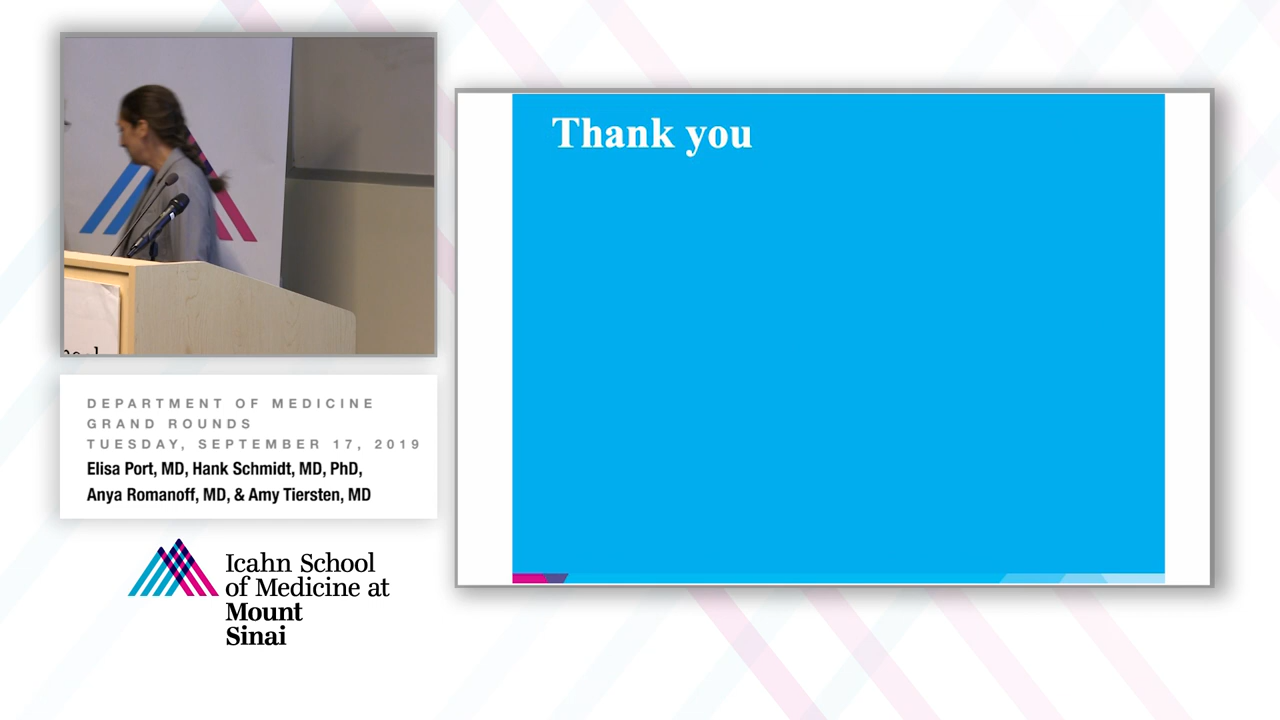 Thank you
DEPARTMENT OF MEDICINE
GRAND ROUNDS
TUESDAY, SEPTEMBER 17, 2019
Elisa Port, MD, Hank Schmidt, MD, PhD,
Anya Romanoff, MD, & Amy Tiersten, MD
Icahn School
of Medicine at
Mount
Sinai